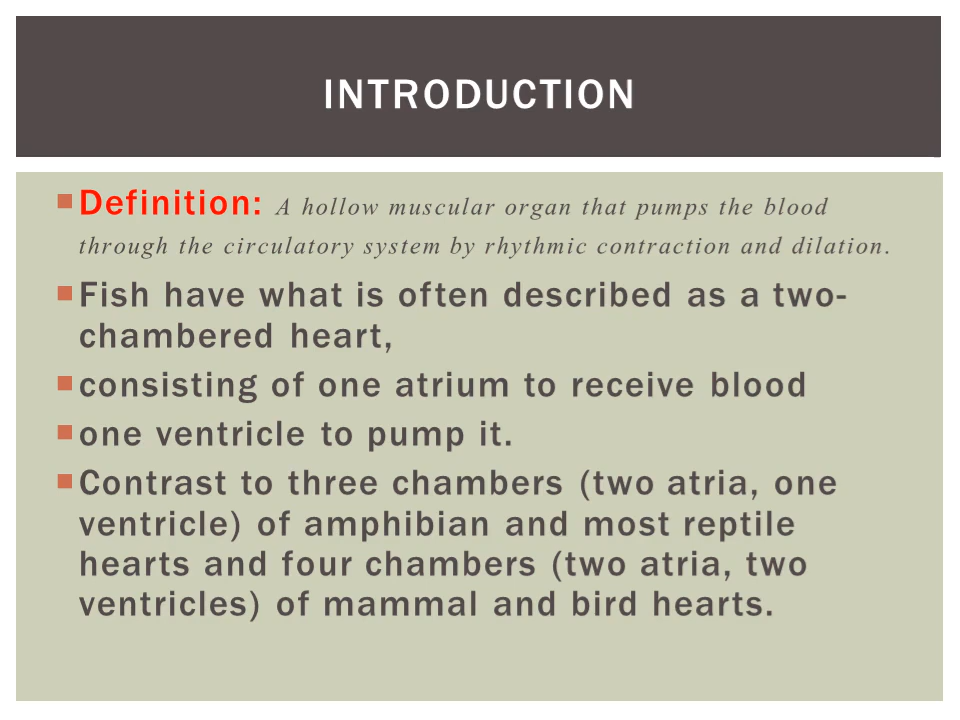 INTRODUCTION
Definition: A hollow muscular organ that pumps the blood
through the circulatory system by rhythmic contraction and dilation.
Fish have what is often described as a two-
chambered heart,
consisting of one atrium to receive blood
one ventricle to pump it.
Contrast to three chambers (two atria, one
ventricle) of amphibian and most reptile
hearts and four chambers (two atria, two
ventricles) of mammal and bird hearts.